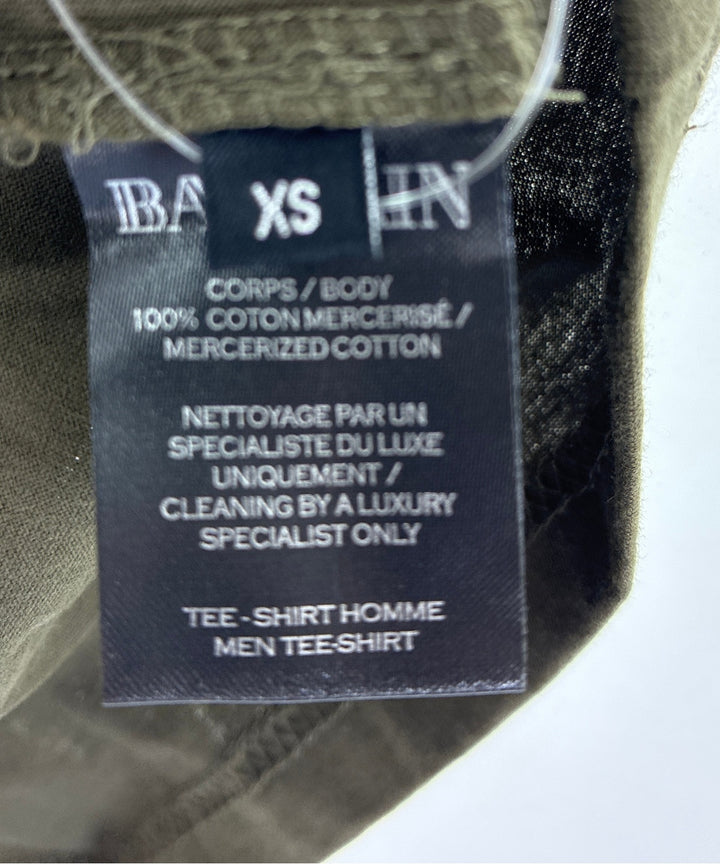 BA
XS
IN
CORPS / BODY
100% COTON MERCERISÉ /
MERCERIZED COTTON
NETTOYAGE PAR UN
SPECIALISTE DU LUXE
UNIQUEMENT /
CLEANING BY A LUXURY
SPECIALIST ONLY
TEE-SHIRT HOMME
MEN TEE-SHIRT